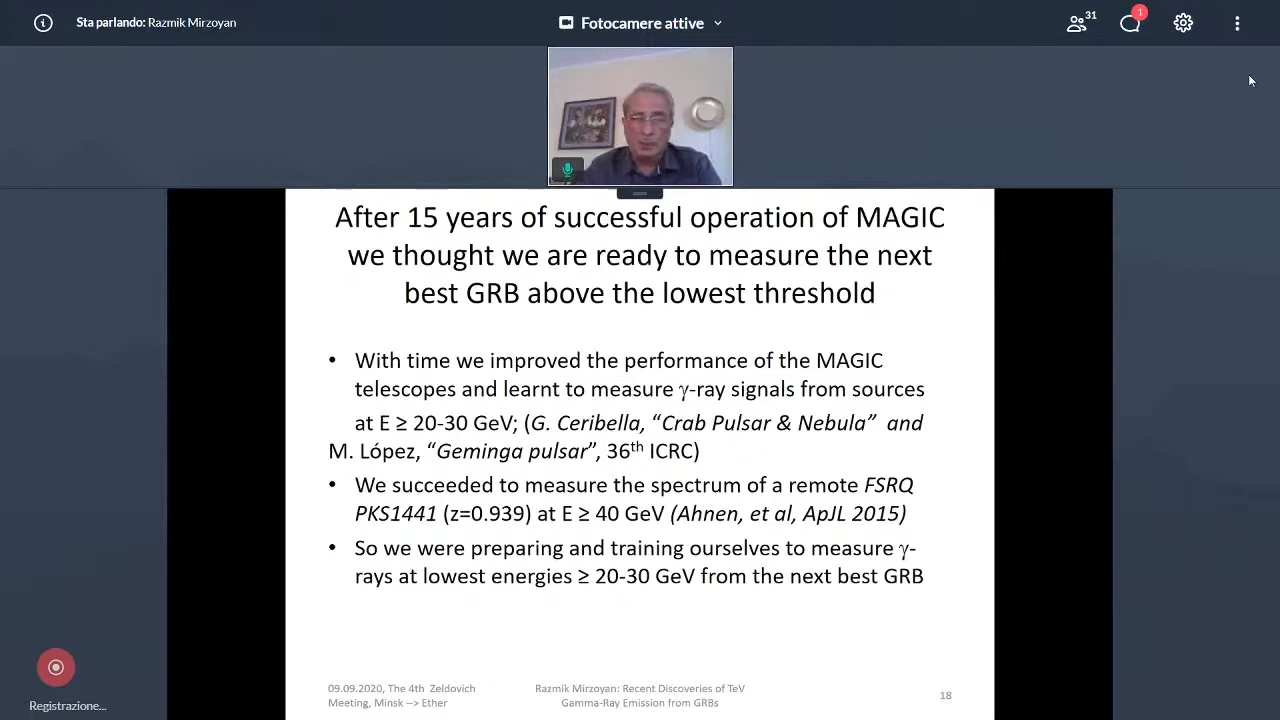 Sta parlando: Razmik Mirzoyan
Fotocamere attive
31
1
After 15 years of successful operation of MAGIC
we thought we are ready to measure the next
best GRB above the lowest threshold
• With time we improved the performance of the MAGIC
telescopes and learnt to measure γ-ray signals from sources
at E ≥ 20-30 GeV; (G. Ceribella, “Crab Pulsar & Nebula” and
M. López, “Geminga pulsar”, 36th ICRC)
• We succeeded to measure the spectrum of a remote FSRQ
PKS1441 (z=0.939) at E ≥ 40 GeV (Ahnen, et al, ApJL 2015)
• So we were preparing and training ourselves to measure γ-
rays at lowest energies ≥ 20-30 GeV from the next best GRB
Registrazione...
09.09.2020, The 4th Zeldovich
Meeting, Minsk --> Ether
Razmik Mirzoyan: Recent Discoveries of TeV
Gamma-Ray Emission from GRBs
18